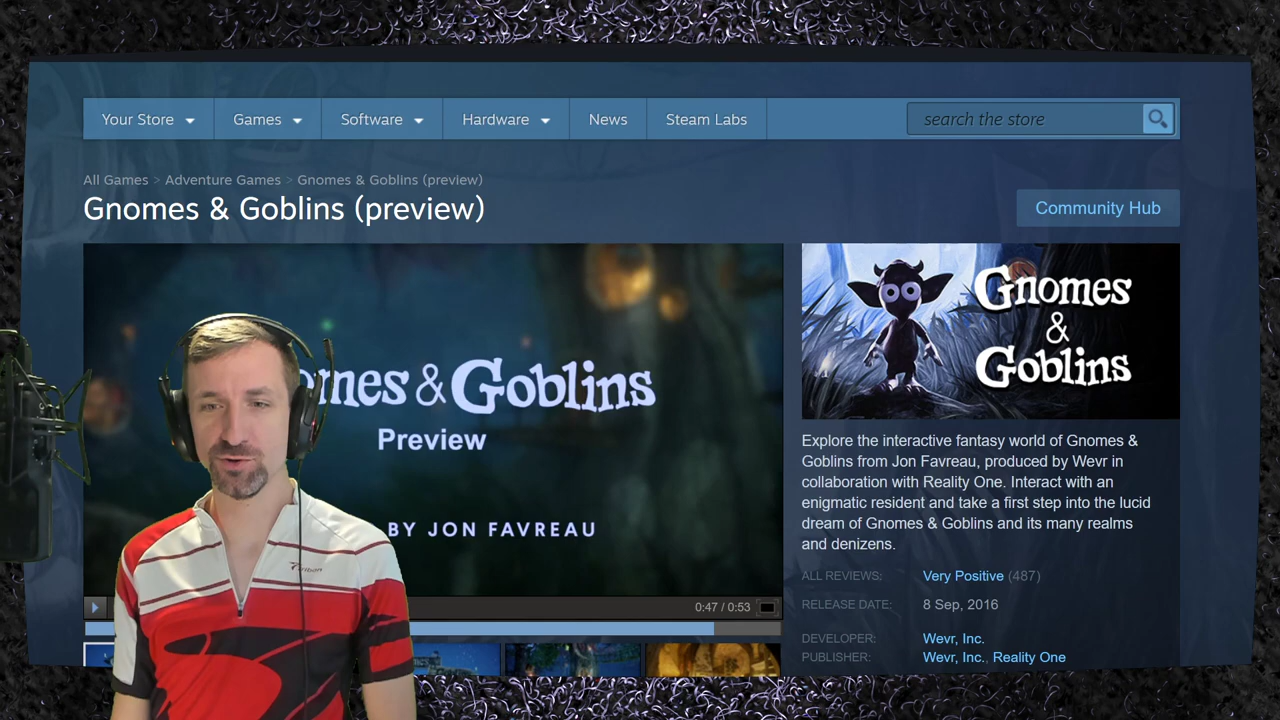 Your Store
Games
Software
Hardware
News
Steam Labs
search the store
All Games > Adventure Games > Gnomes & Goblins (preview)
Gnomes & Goblins (preview)
Community Hub
omes & Goblins
Preview
BY JON FAVREAU
0:47 / 0:53
Gnomes
&
Goblins
Explore the interactive fantasy world of Gnomes &
Goblins from Jon Favreau, produced by Wevr in
collaboration with Reality One. Interact with an
enigmatic resident and take a first step into the lucid
dream of Gnomes & Goblins and its many realms
and denizens.
ALL REVIEWS: Very Positive (487)
RELEASE DATE: 8 Sep, 2016
DEVELOPER: Wevr, Inc.
PUBLISHER: Wevr, Inc., Reality One